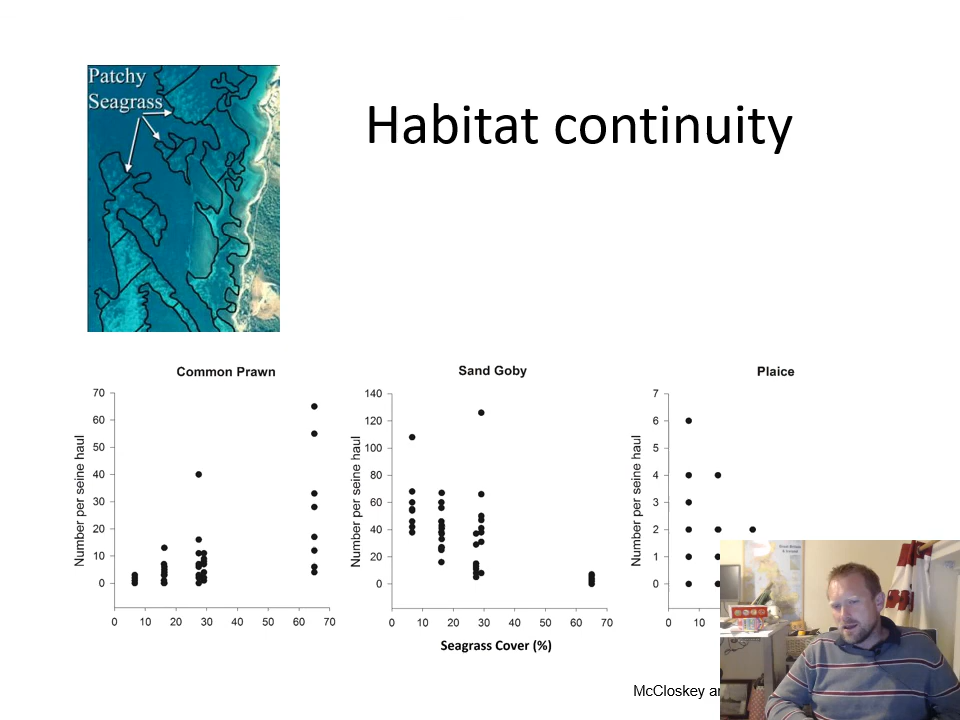 Patchy
Seagrass
Habitat continuity
Common Prawn
Number per seine haul
70
60
50
40
30
20
10
0
0 10 20 30 40 50 60 70
Sand Goby
Number per seine haul
140
120
100
80
60
40
20
0
0 10 20 30 40 50 60 70
Seagrass Cover (%)
Plaice
Number per seine haul
7
6
5
4
3
2
1
0
0 10
McCloskey